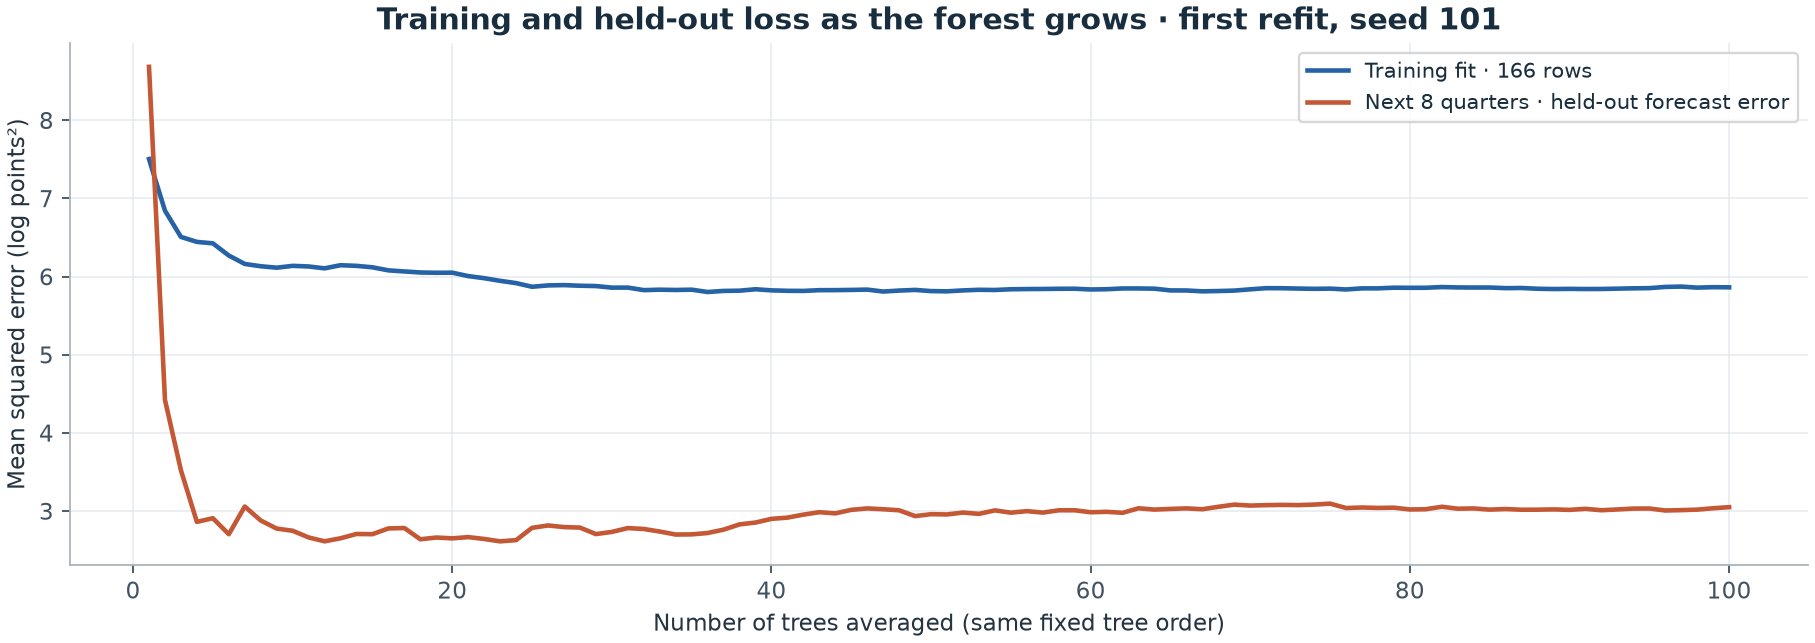 Training and held-out loss as the forest grows · first refit, seed 101
Training fit · 166 rows
Next 8 quarters · held-out forecast error
Mean squared error (log points²)
8
7
6
5
4
3
0 20 40 60 80 100
Number of trees averaged (same fixed tree order)